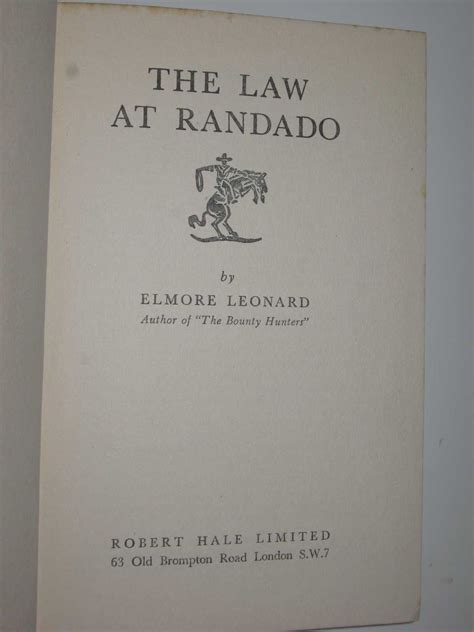 THE LAW
AT RANDADO
by
ELMORE LEONARD
Author of "The Bounty Hunters"
ROBERT HALE LIMITED
63 Old Brompton Road London S.W.7